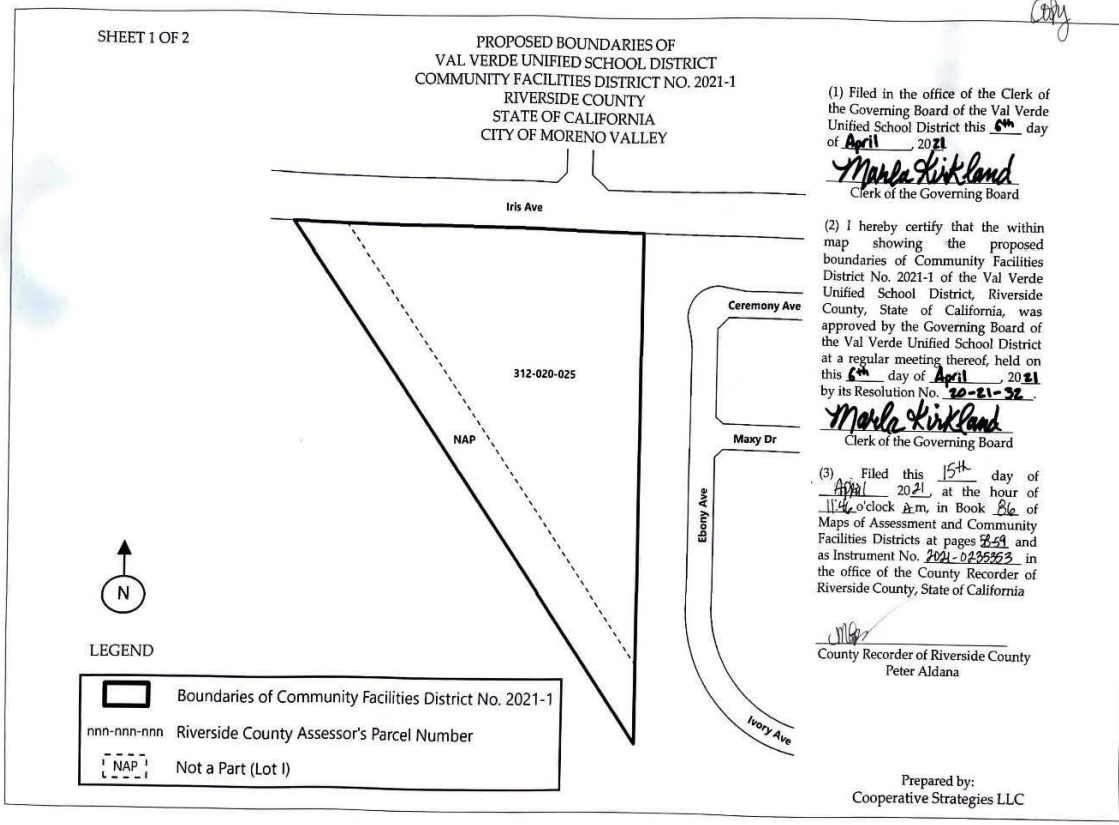 Copy
SHEET 1 OF 2
PROPOSED BOUNDARIES OF
VAL VERDE UNIFIED SCHOOL DISTRICT
COMMUNITY FACILITIES DISTRICT NO. 2021-1
RIVERSIDE COUNTY
STATE OF CALIFORNIA
CITY OF MORENO VALLEY
Iris Ave
Ceremony Ave
312-020-025
NAP
Maxy Dr
Ebony Ave
Ivory Ave
N
LEGEND
Boundaries of Community Facilities District No. 2021-1
nnn-nnn-nnn Riverside County Assessor's Parcel Number
NAP Not a Part (Lot I)
(1) Filed in the office of the Clerk of
the Governing Board of the Val Verde
Unified School District this 6th day
of April, 2021
Marla Kirkland
Clerk of the Governing Board
(2) I hereby certify that the within
map showing the proposed
boundaries of Community Facilities
District No. 2021-1 of the Val Verde
Unified School District, Riverside
County, State of California, was
approved by the Governing Board of
the Val Verde Unified School District
at a regular meeting thereof, held on
this 6th day of April, 2021
by its Resolution No. 20-21-32.
Marla Kirkland
Clerk of the Governing Board
(3) Filed this 15th day of
April 2021, at the hour of
11:46 o'clock A m, in Book 86 of
Maps of Assessment and Community
Facilities Districts at pages 58-59 and
as Instrument No. 2021-0235353 in
the office of the County Recorder of
Riverside County, State of California
County Recorder of Riverside County
Peter Aldana
Prepared by:
Cooperative Strategies LLC